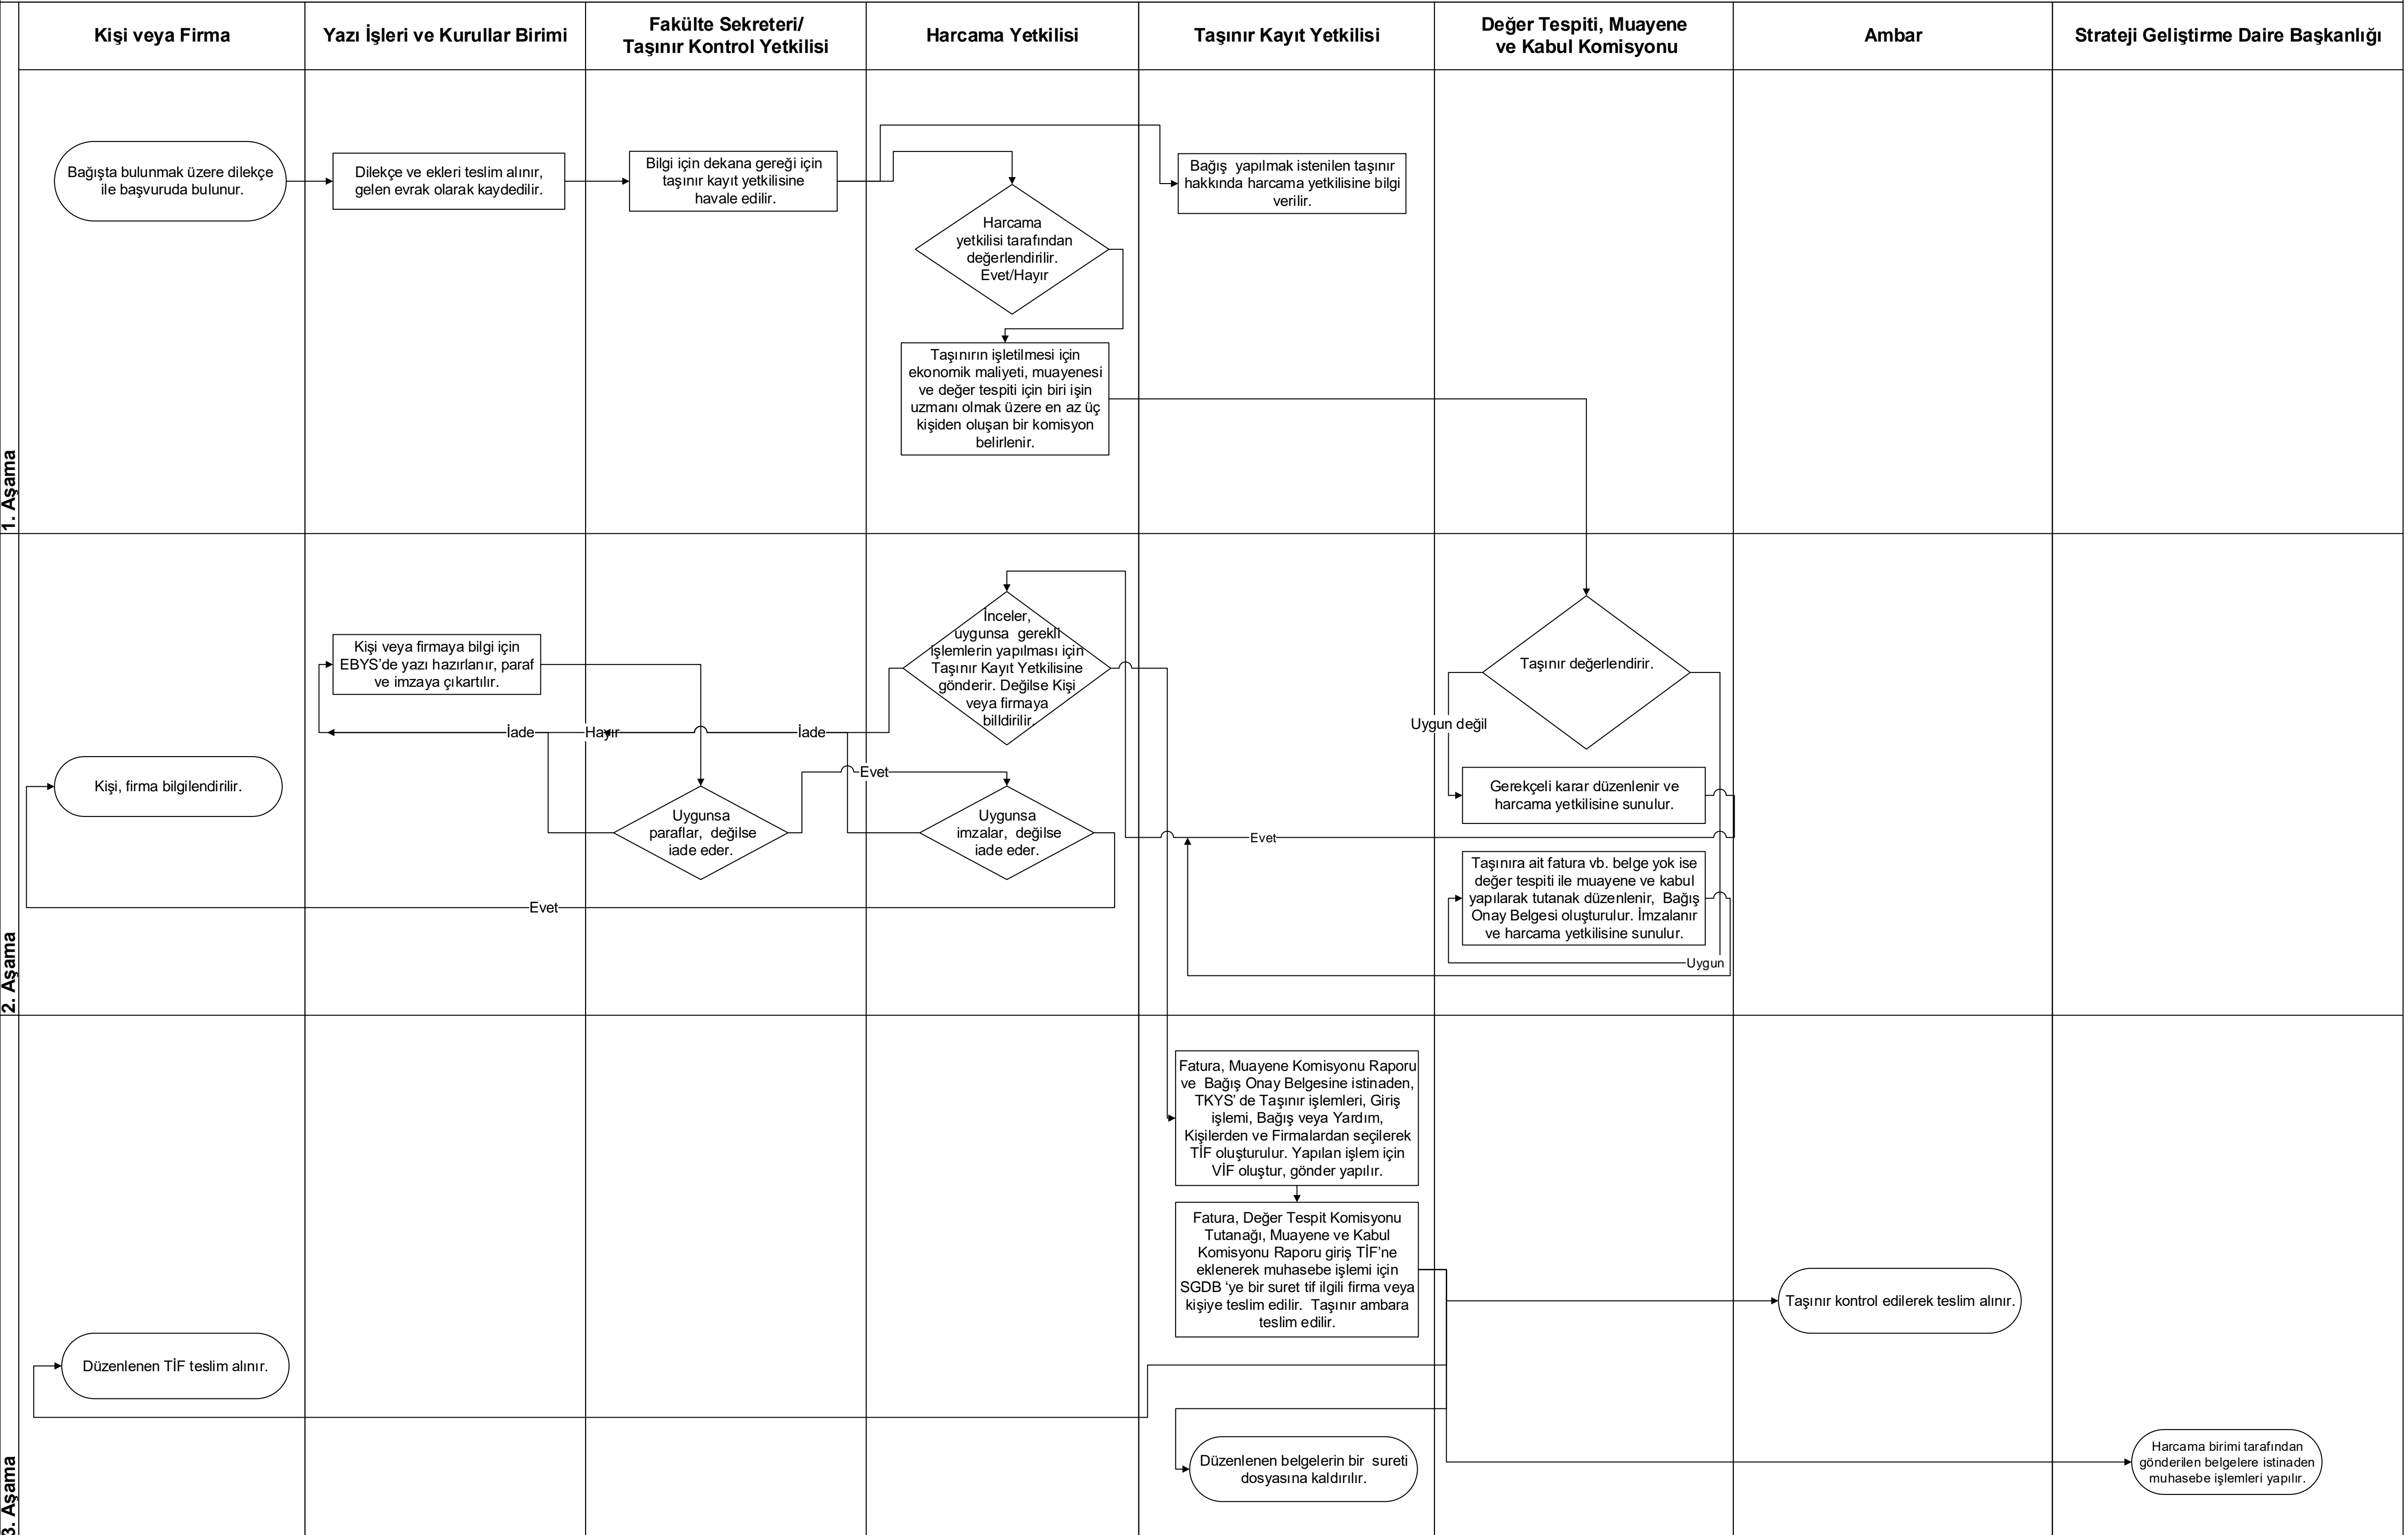 Kişi veya Firma
Yazı İşleri ve Kurullar Birimi
Fakülte Sekreteri/
Taşınır Kontrol Yetkilisi
Harcama Yetkilisi
Taşınır Kayıt Yetkilisi
Değer Tespiti, Muayene
ve Kabul Komisyonu
Ambar
Strateji Geliştirme Daire Başkanlığı
1. Aşama
Bağışta bulunmak üzere dilekçe
ile başvuruda bulunur.
Dilekçe ve ekleri teslim alınır,
gelen evrak olarak kaydedilir.
Bilgi için dekana gereği için
taşınır kayıt yetkilisine
havale edilir.
Harcama
yetkilisi tarafından
değerlendirilir.
Evet/Hayır
Bağış yapılmak istenilen taşınır
hakkında harcama yetkilisine bilgi
verilir.
Taşınırın işletilmesi için
ekonomik maliyeti, muayenesi
ve değer tespiti için biri işin
uzmanı olmak üzere en az üç
kişiden oluşan bir komisyon
belirlenir.
2. Aşama
Kişi veya firmaya bilgi için
EBYS’de yazı hazırlanır, paraf
ve imzaya çıkartılır.
İnceler,
uygunsa gerekli
işlemlerin yapılması için
Taşınır Kayıt Yetkilisine
gönderir. Değilse Kişi
veya firmaya
billdirilir.
Taşınır değerlendirir.
Uygun değil
İade
Hayır
İade
Evet
Kişi, firma bilgilendirilir.
Uygunsa
paraflar, değilse
iade eder.
Uygunsa
imzalar, değilse
iade eder.
Gerekçeli karar düzenlenir ve
harcama yetkilisine sunulur.
Evet
Taşınıra ait fatura vb. belge yok ise
değer tespiti ile muayene ve kabul
yapılarak tutanak düzenlenir, Bağış
Onay Belgesi oluşturulur. İmzalanır
ve harcama yetkilisine sunulur.
Evet
Uygun
3. Aşama
Fatura, Muayene Komisyonu Raporu
ve Bağış Onay Belgesine istinaden,
TKYS’ de Taşınır işlemleri, Giriş
işlemi, Bağış veya Yardım,
Kişilerden ve Firmalardan seçilerek
TİF oluşturulur. Yapılan işlem için
VİF oluştur, gönder yapılır.
Fatura, Değer Tespit Komisyonu
Tutanağı, Muayene ve Kabul
Komisyonu Raporu giriş TİF’ne
eklenerek muhasebe işlemi için
SGDB ‘ye bir suret tif ilgili firma veya
kişiye teslim edilir. Taşınır ambara
teslim edilir.
Taşınır kontrol edilerek teslim alınır.
Düzenlenen TİF teslim alınır.
Düzenlenen belgelerin bir sureti
dosyasına kaldırılır.
Harcama birimi tarafından
gönderilen belgelere istinaden
muhasebe işlemleri yapılır.